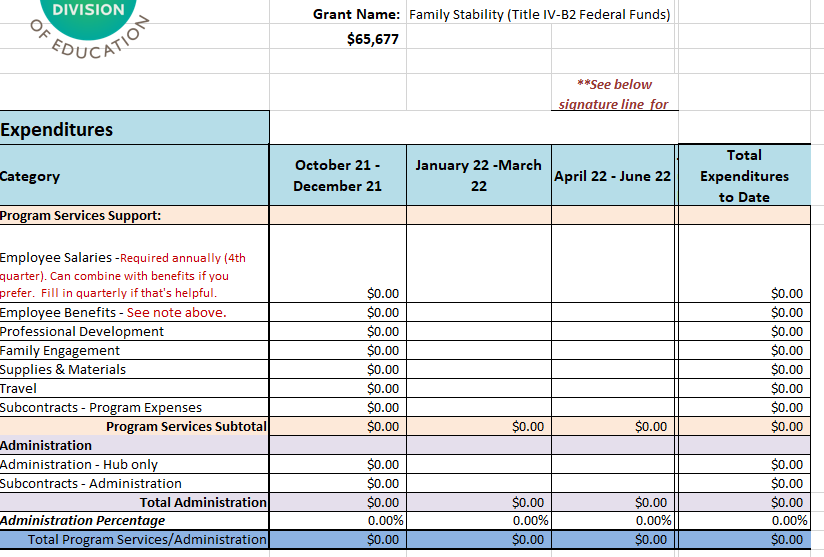 DIVISION
OF EDUCATION
Grant Name: Family Stability (Title IV-B2 Federal Funds)
$65,677
**See below
signature line for
Expenditures
Category October 21 - December 21 January 22 -March 22 April 22 - June 22 Total Expenditures to Date
Program Services Support:
Employee Salaries -Required annually (4th
quarter). Can combine with benefits if you
prefer. Fill in quarterly if that's helpful. $0.00 $0.00
Employee Benefits - See note above. $0.00 $0.00
Professional Development $0.00 $0.00
Family Engagement $0.00 $0.00
Supplies & Materials $0.00 $0.00
Travel $0.00 $0.00
Subcontracts - Program Expenses $0.00 $0.00
Program Services Subtotal $0.00 $0.00 $0.00 $0.00
Administration
Administration - Hub only $0.00 $0.00
Subcontracts - Administration $0.00 $0.00
Total Administration $0.00 $0.00 $0.00 $0.00
Administration Percentage 0.00% 0.00% 0.00% 0.00%
Total Program Services/Administration $0.00 $0.00 $0.00 $0.00